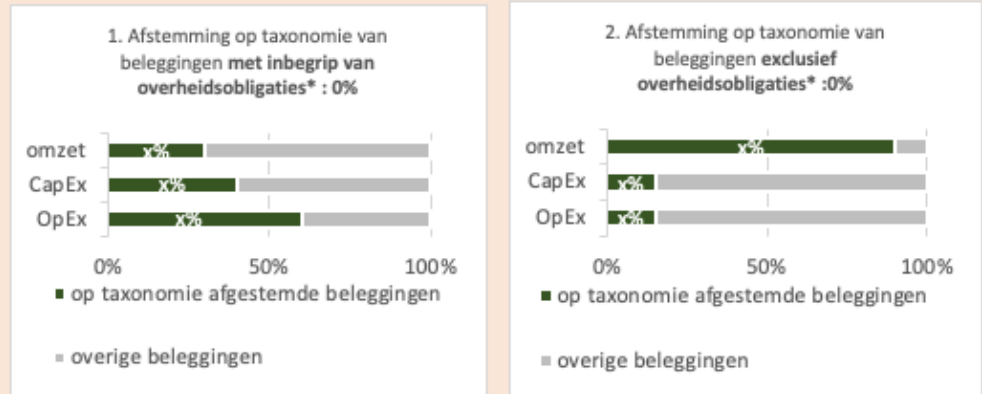 1. Afstemming op taxonomie van
beleggingen met inbegrip van
overheidsobligaties* : 0%
omzet
x%
CapEx
x%
OpEx
x%
0%
50%
100%
op taxonomie afgestemde beleggingen
overige beleggingen
2. Afstemming op taxonomie van
beleggingen exclusief
overheidsobligaties* :0%
omzet
x%
CapEx
x%
OpEx
x%
0%
50%
100%
op taxonomie afgestemde beleggingen
overige beleggingen